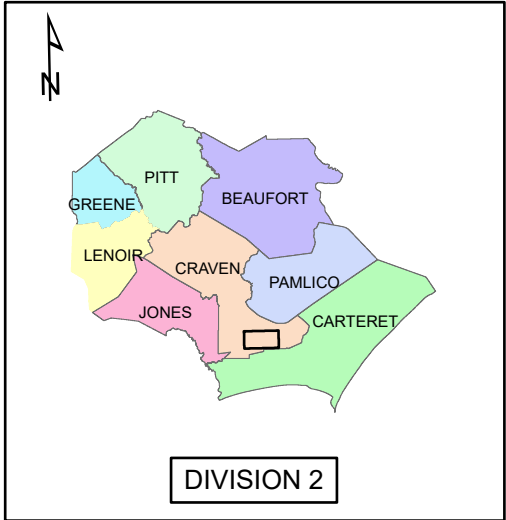 N
PITT
GREENE
BEAUFORT
LENOIR
CRAVEN
PAMLICO
JONES
CARTERET
DIVISION 2